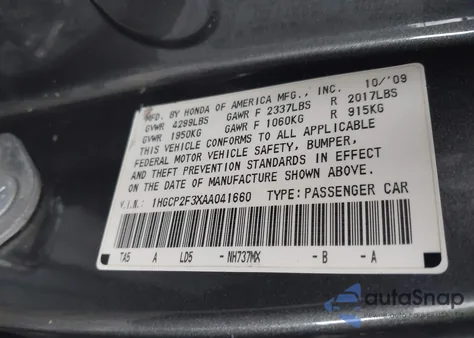 MFD. BY HONDA OF AMERICA MFG., INC. 10/'09
GVWR 4299LBS GAWR F 2337LBS R 2017LBS
GVWR 1950KG GAWR F 1060KG R 915KG
THIS VEHICLE CONFORMS TO ALL APPLICABLE
FEDERAL MOTOR VEHICLE SAFETY, BUMPER,
AND THEFT PREVENTION STANDARDS IN EFFECT
ON THE DATE OF MANUFACTURE SHOWN ABOVE.
V.I.N.: 1HGCP2F3XAA041660 TYPE: PASSENGER CAR
TA5 A LD5 -NH737MX -B -A
autoSnap